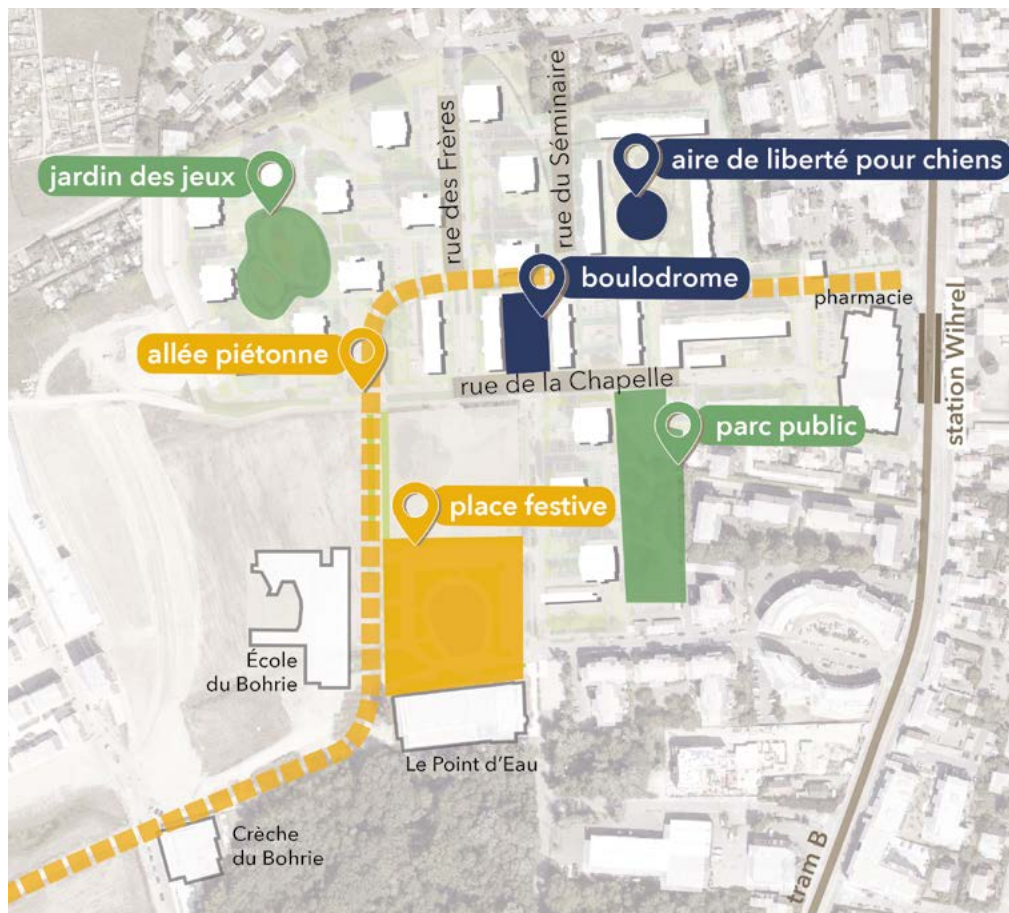 rue des Frères
rue du Séminaire
jardin des jeux
aire de liberté pour chiens
boulodrome
pharmacie
station Wihrel
allée piétonne
rue de la Chapelle
parc public
place festive
École
du Bohrie
Le Point d'Eau
Crèche
du Bohrie
tram B